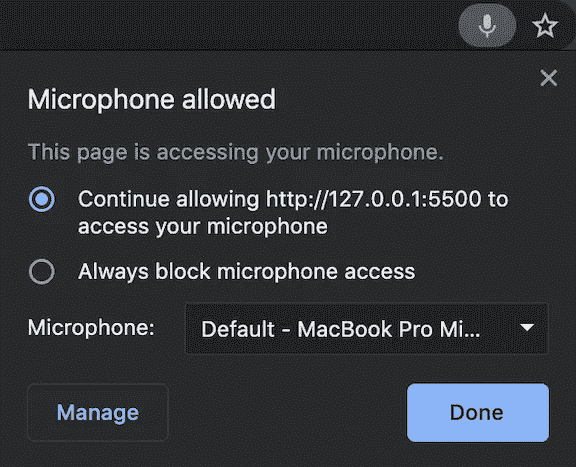 Microphone allowed
This page is accessing your microphone.
Continue allowing http://127.0.0.1:5500 to
access your microphone
Always block microphone access
Microphone: Default - MacBook Pro Mi...
Manage Done